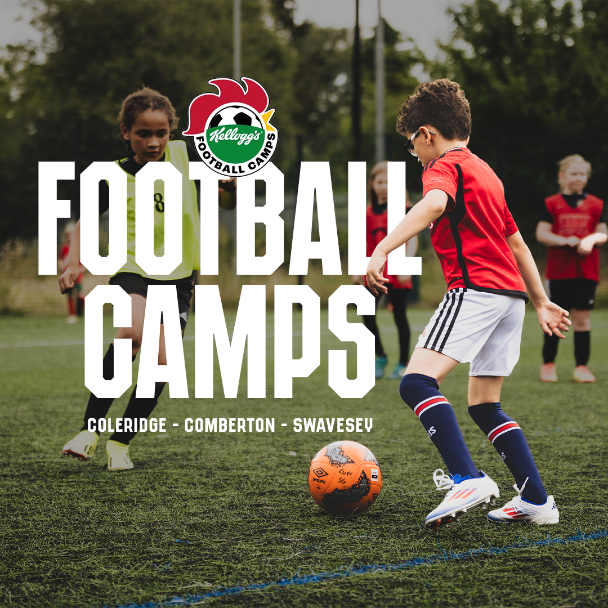 Kellogg's
FOOTBALL CAMPS
8
FOOTBALL
CAMPS
COLERIDGE - COMBERTON - SWAVESEY